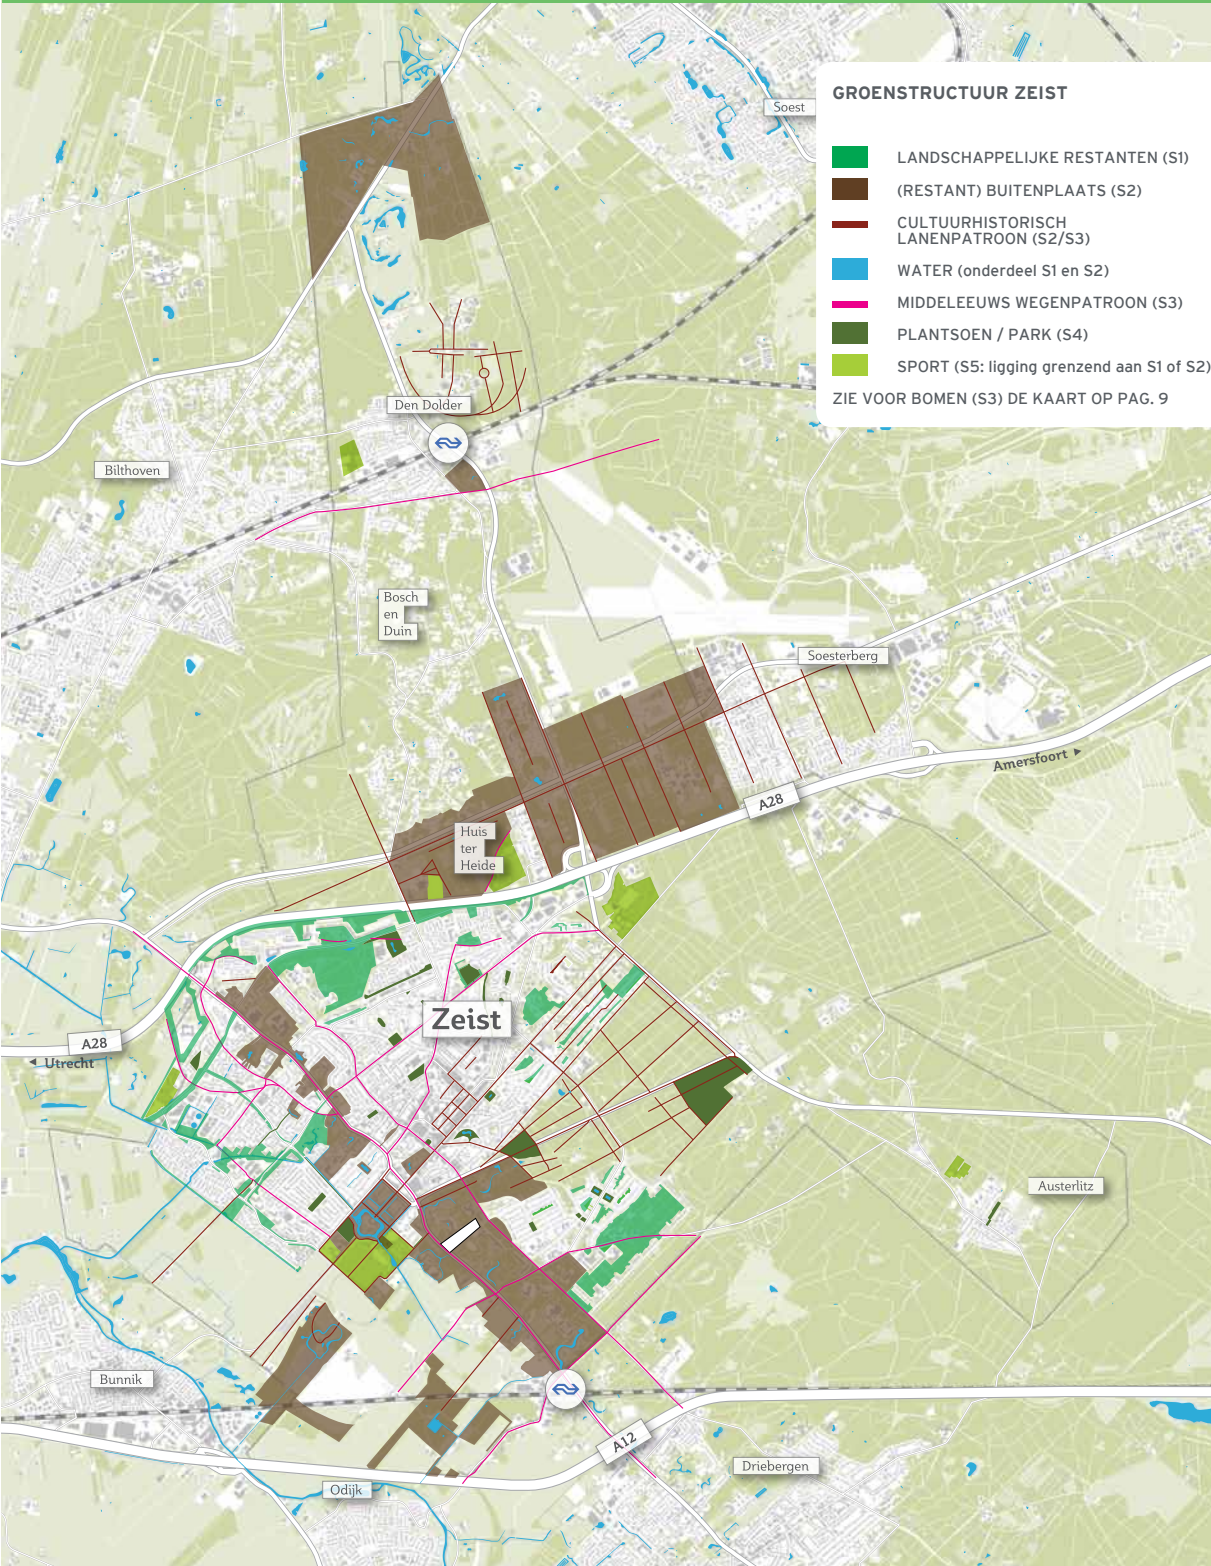 GROENSTRUCTUUR ZEIST
LANDSCHAPPELIJKE RESTANTEN (S1)
(RESTANT) BUITENPLAATS (S2)
CULTUURHISTORISCH
LANENPATROON (S2/S3)
WATER (onderdeel S1 en S2)
MIDDELEEUWS WEGENPATROON (S3)
PLANTSOEN / PARK (S4)
SPORT (S5: ligging grenzend aan S1 of S2)
ZIE VOOR BOMEN (S3) DE KAART OP PAG. 9
Soest
Den Dolder
Bilthoven
Bosch
en
Duin
Soesterberg
Amersfoort ►
A28
Huis
ter
Heide
Zeist
A28
◄ Utrecht
Austerlitz
Bunnik
A12
Driebergen
Odijk